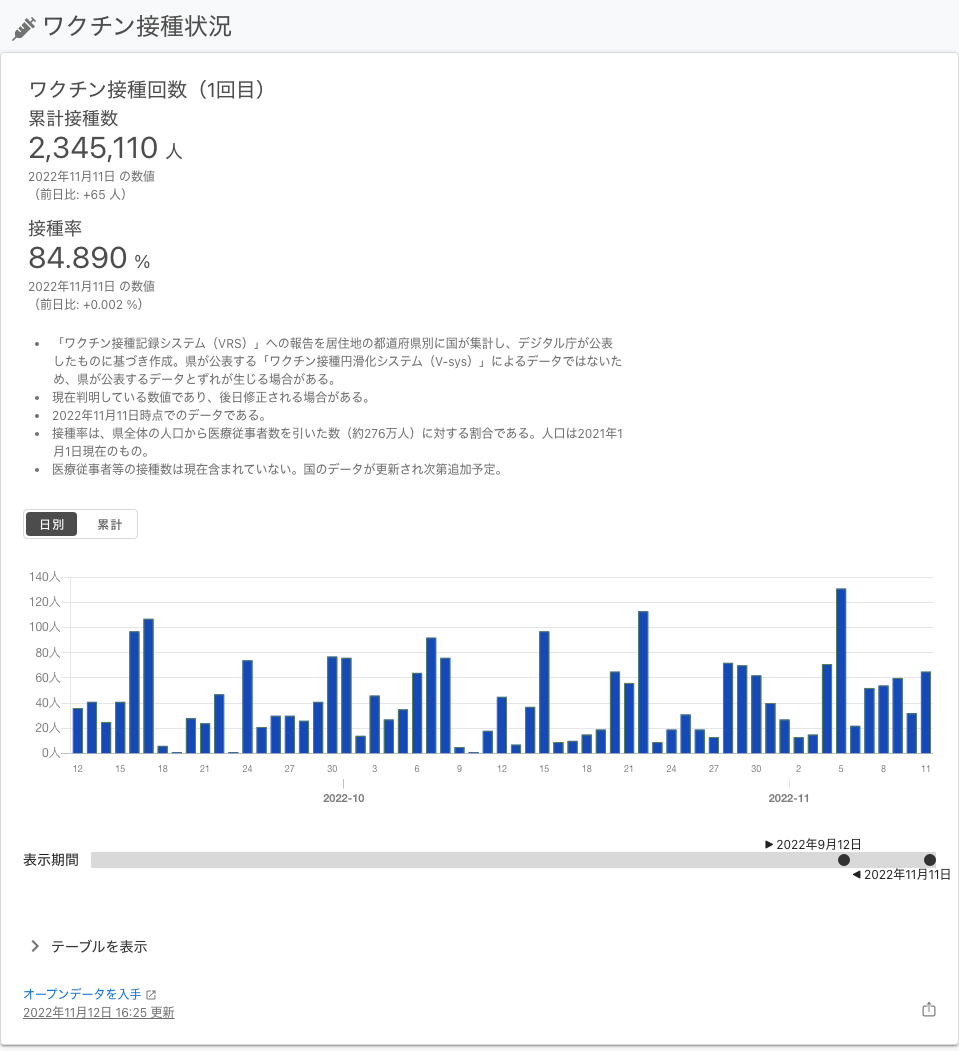 ワクチン接種状況
ワクチン接種回数（1回目）
累計接種数
2,345,110 人
2022年11月11日 の数値
（前日比: +65 人）
接種率
84.890 %
2022年11月11日 の数値
（前日比: +0.002 %）
• 「ワクチン接種記録システム（VRS）」への報告を居住地の都道府県別に国が集計し、デジタル庁が公表
したものに基づき作成。県が公表する「ワクチン接種円滑化システム（V-sys）」によるデータではないた
め、県が公表するデータとずれが生じる場合がある。
• 現在判明している数値であり、後日修正される場合がある。
• 2022年11月11日時点でのデータである。
• 接種率は、県全体の人口から医療従事者数を引いた数（約276万人）に対する割合である。人口は2021年1
月1日現在のもの。
• 医療従事者等の接種数は現在含まれていない。国のデータが更新され次第追加予定。
日別 累計
140人
120人
100人
80人
60人
40人
20人
0人
12 15 18 21 24 27 30 3 6 9 12 15 18 21 24 27 30 2 5 8 11
2022-10 2022-11
▶ 2022年9月12日
表示期間
◀ 2022年11月11日
テーブルを表示
オープンデータを入手
2022年11月12日 16:25 更新